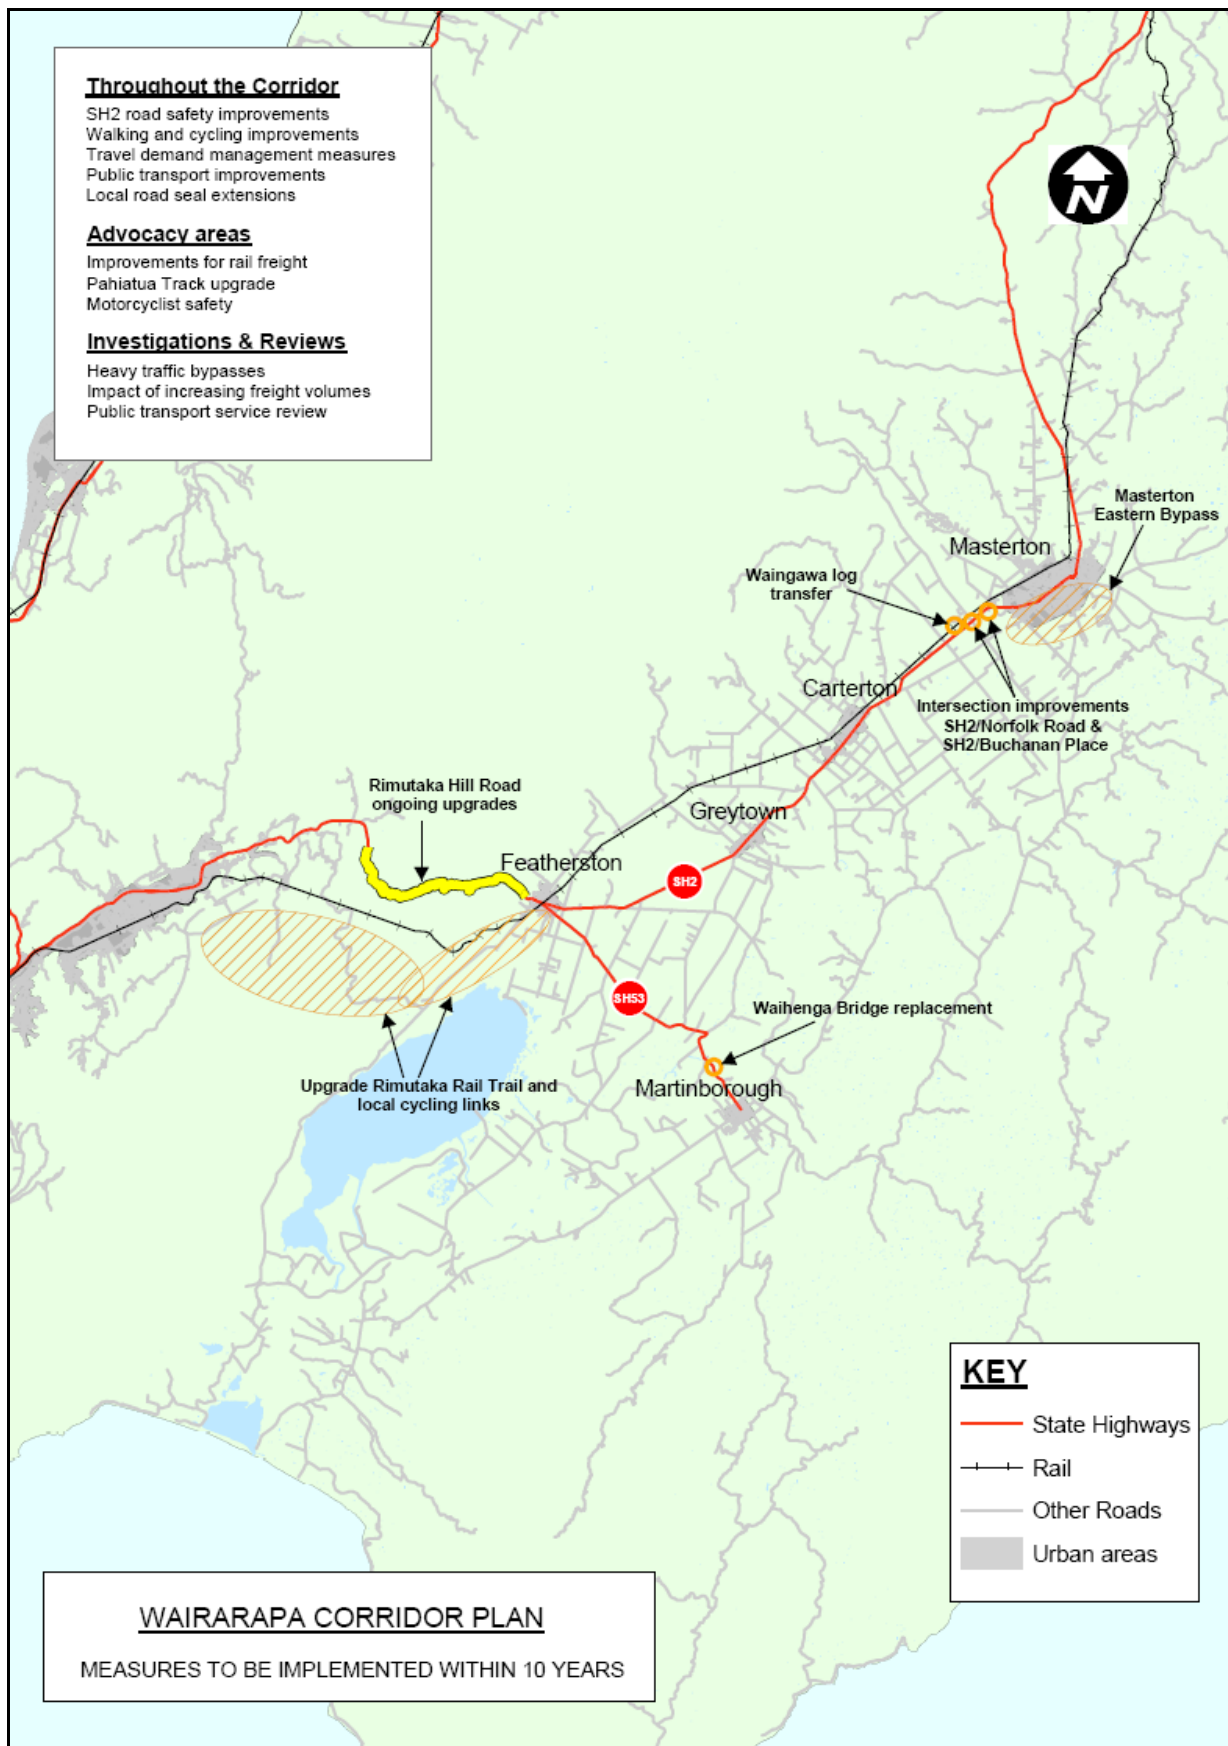 Throughout the Corridor
SH2 road safety improvements
Walking and cycling improvements
Travel demand management measures
Public transport improvements
Local road seal extensions
Advocacy areas
Improvements for rail freight
Pahiatua Track upgrade
Motorcyclist safety
Investigations & Reviews
Heavy traffic bypasses
Impact of increasing freight volumes
Public transport service review
N
Masterton
Eastern Bypass
Masterton
Waingawa log
transfer
Carterton
Intersection improvements
SH2/Norfolk Road &
SH2/Buchanan Place
Rimutaka Hill Road
ongoing upgrades
Greytown
Featherston
SH2
SH53
Waihenga Bridge replacement
Upgrade Rimutaka Rail Trail and
local cycling links
Martinborough
KEY
State Highways
Rail
Other Roads
Urban areas
WAIRARAPA CORRIDOR PLAN
MEASURES TO BE IMPLEMENTED WITHIN 10 YEARS